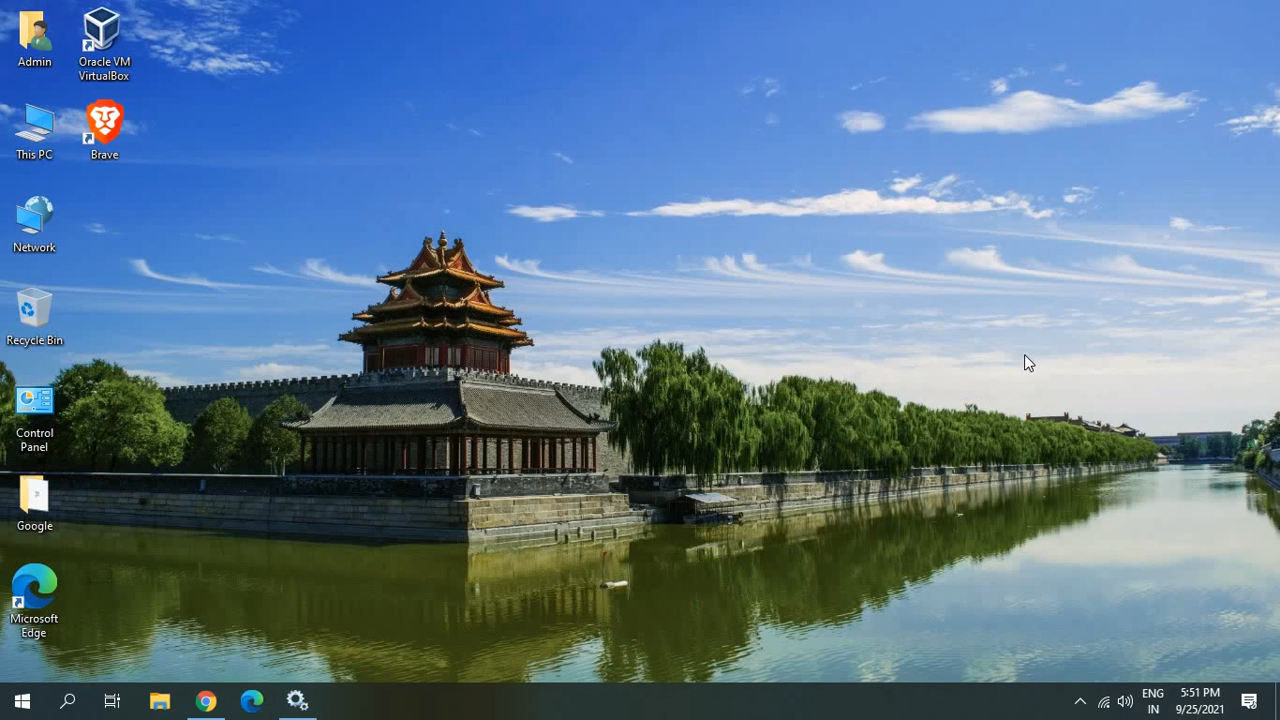 Admin
Oracle VM
VirtualBox
This PC
Brave
Network
Recycle Bin
Control
Panel
Google
Microsoft
Edge
ENG
IN
5:51 PM
9/25/2021